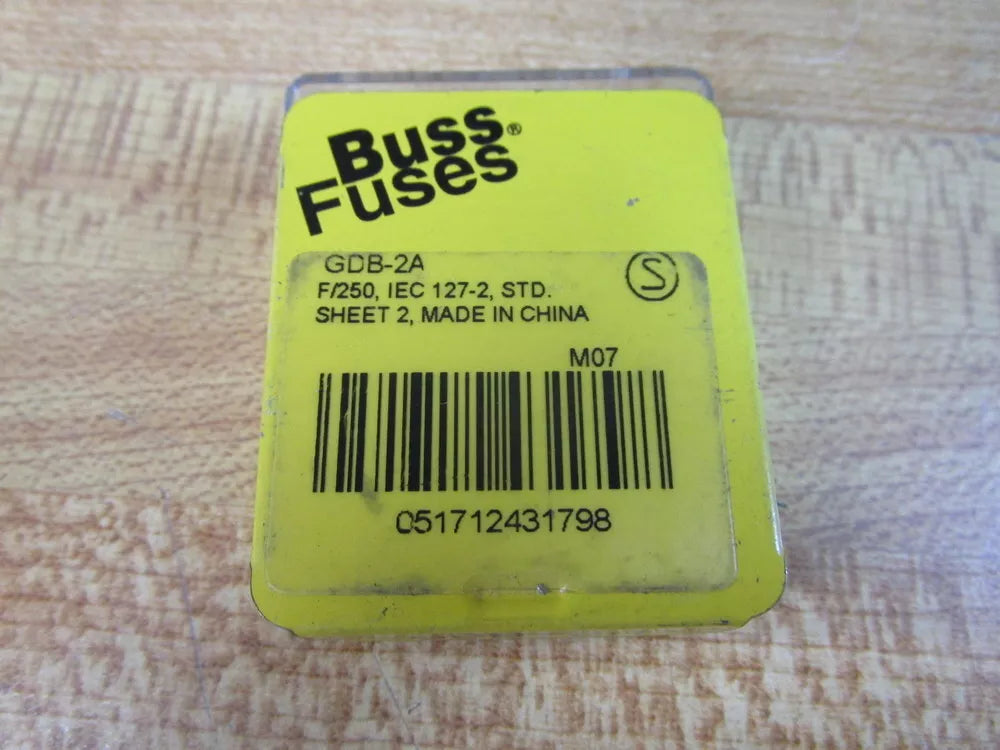 Buss®
Fuses
GDB-2A
F/250, IEC 127-2, STD.
SHEET 2, MADE IN CHINA
S
M07
051712431798